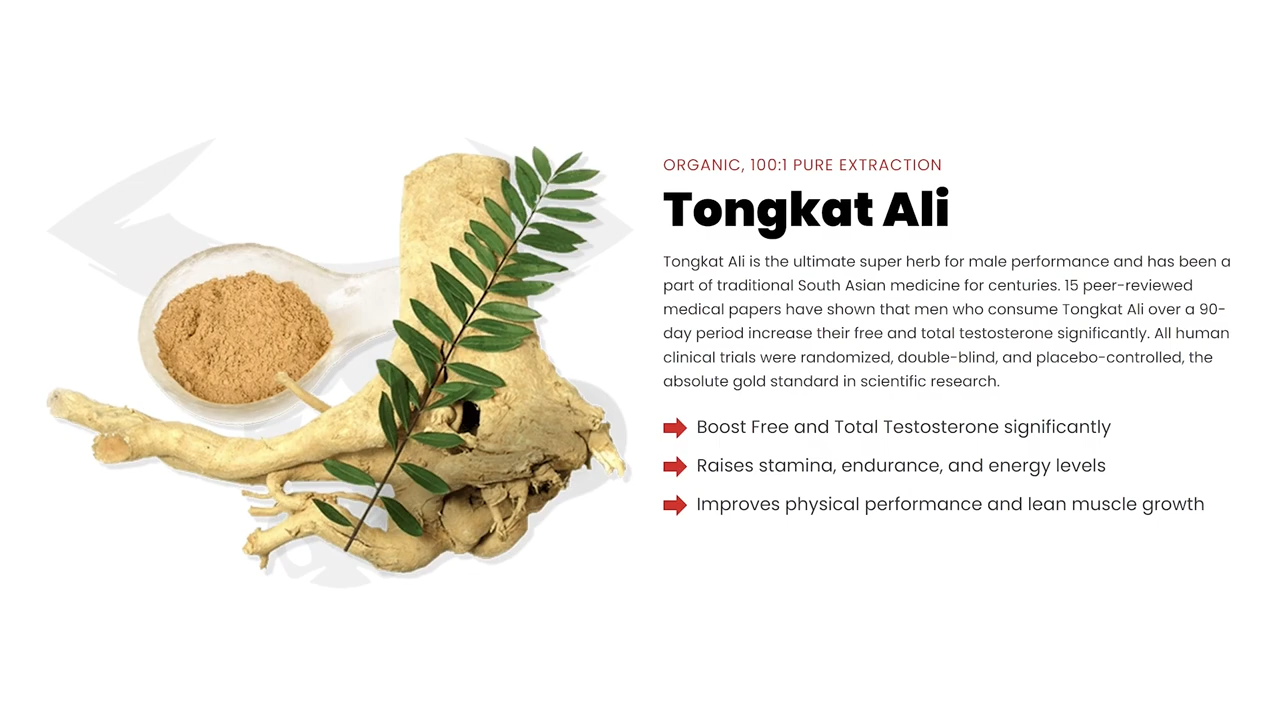 ORGANIC, 100:1 PURE EXTRACTION
Tongkat Ali
Tongkat Ali is the ultimate super herb for male performance and has been a
part of traditional South Asian medicine for centuries. 15 peer-reviewed
medical papers have shown that men who consume Tongkat Ali over a 90-
day period increase their free and total testosterone significantly. All human
clinical trials were randomized, double-blind, and placebo-controlled, the
absolute gold standard in scientific research.
Boost Free and Total Testosterone significantly
Raises stamina, endurance, and energy levels
Improves physical performance and lean muscle growth